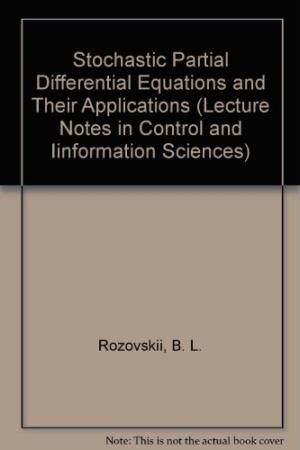 Stochastic Partial
Differential Equations and
Their Applications (Lecture
Notes in Control and
Iinformation Sciences)
Rozovskii, B. L.
Note: This is not the actual book cover